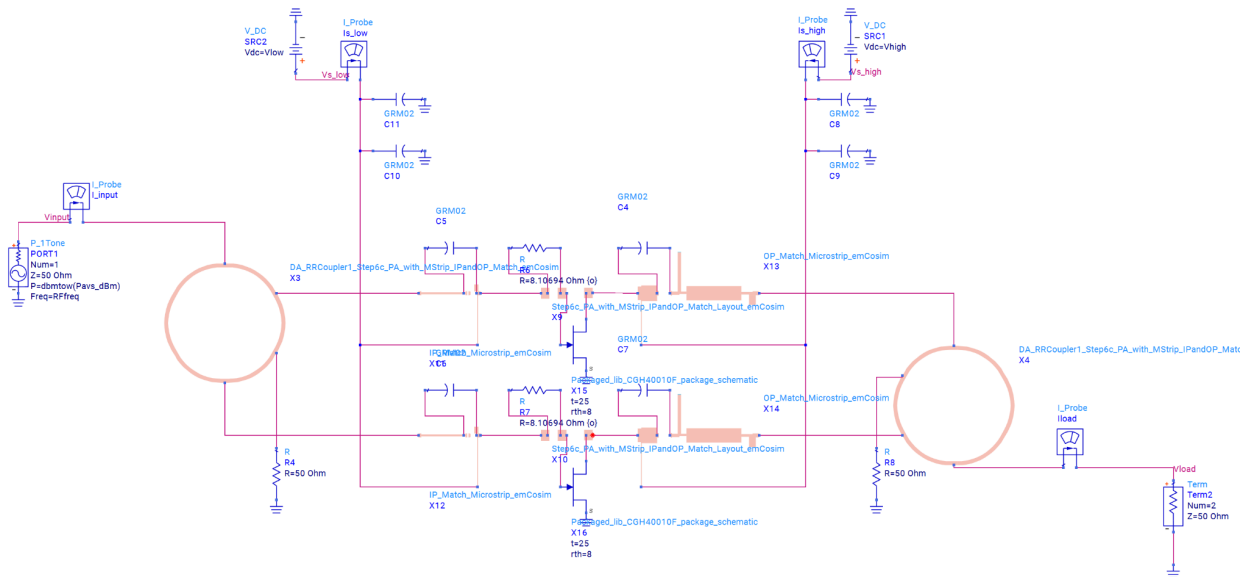 V_DC
SRC2
Vdc=Vlow
I_Probe
Is_low
Vs_low
I_Probe
Is_high
V_DC
SRC1
Vdc=Vhigh
Vs_high
GRM02
C11
GRM02
C10
GRM02
C8
GRM02
C9
I_Probe
I_input
Vinput
P_1Tone
PORT1
Num=1
Z=50 Ohm
P=dbmtow(Pavs_dBm)
Freq=RFfreq
GRM02
C5
GRM02
C4
DA_RRCoupler1_Step6c_PA_with_MStrip_IPandOP_Match_emCosim
X3
R
R6
R=8.10694 Ohm {o}
OP_Match_Microstrip_emCosim
X13
Step6c_PA_with_MStrip_IPandOP_Match_Layout_emCosim
X9
IP_Match_Microstrip_emCosim
GRM02
C7
Packaged_lib_CGH40010F_package_schematic
X15
t=25
rth=8
R
R7
R=8.10694 Ohm {o}
OP_Match_Microstrip_emCosim
X14
Step6c_PA_with_MStrip_IPandOP_Match_Layout_emCosim
X10
IP_Match_Microstrip_emCosim
X12
Packaged_lib_CGH40010F_package_schematic
X16
t=25
rth=8
R
R4
R=50 Ohm
DA_RRCoupler1_Step6c_PA_with_MStrip_IPandOP_Matc
X4
R
R8
R=50 Ohm
I_Probe
Iload
Vload
Term
Term2
Num=2
Z=50 Ohm